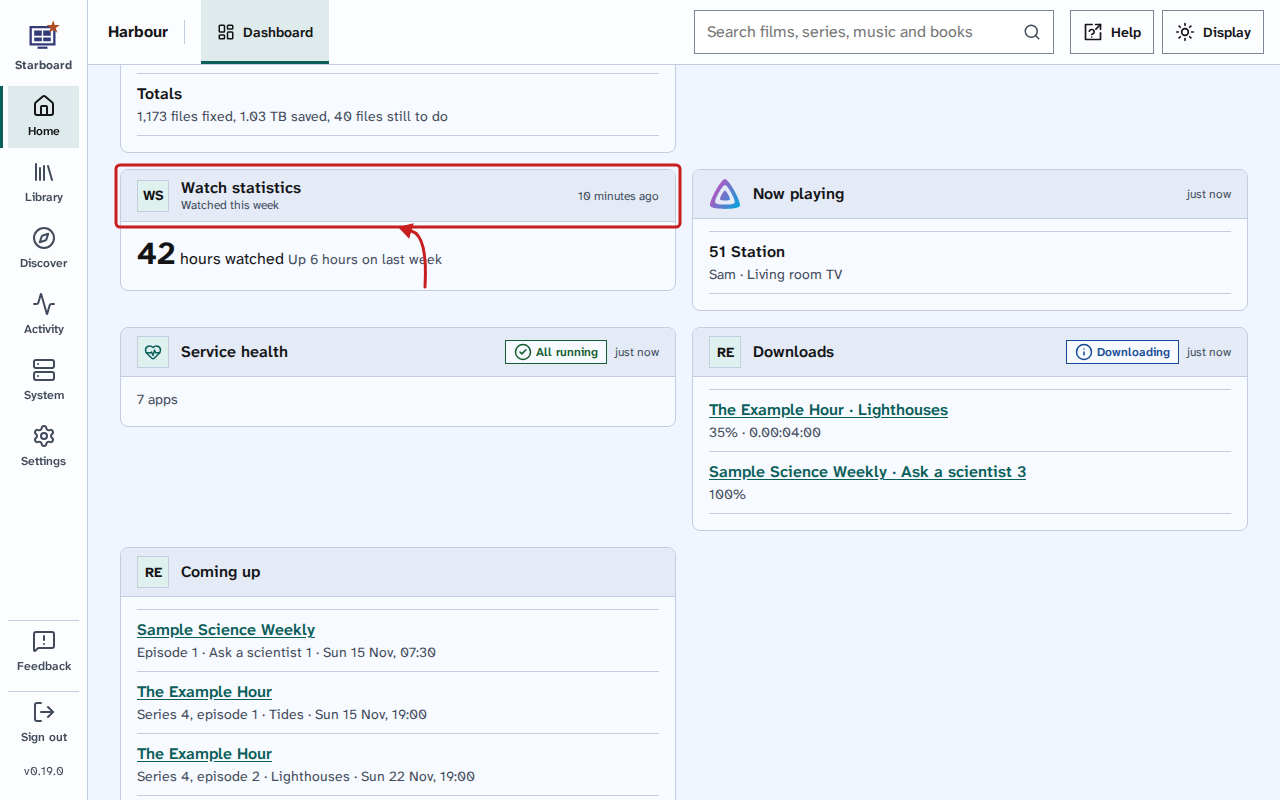 Starboard
Home
Library
Discover
Activity
System
Settings
Feedback
Sign out
v0.19.0
Harbour
Dashboard
Search films, series, music and books
Help
Display
Totals
1,173 files fixed, 1.03 TB saved, 40 files still to do
WS
Watch statistics
Watched this week
10 minutes ago
42 hours watched Up 6 hours on last week
Now playing
just now
51 Station
Sam · Living room TV
Service health
All running
just now
7 apps
RE
Downloads
Downloading
just now
The Example Hour · Lighthouses
35% · 0.00:04:00
Sample Science Weekly · Ask a scientist 3
100%
RE
Coming up
Sample Science Weekly
Episode 1 · Ask a scientist 1 · Sun 15 Nov, 07:30
The Example Hour
Series 4, episode 1 · Tides · Sun 15 Nov, 19:00
The Example Hour
Series 4, episode 2 · Lighthouses · Sun 22 Nov, 19:00